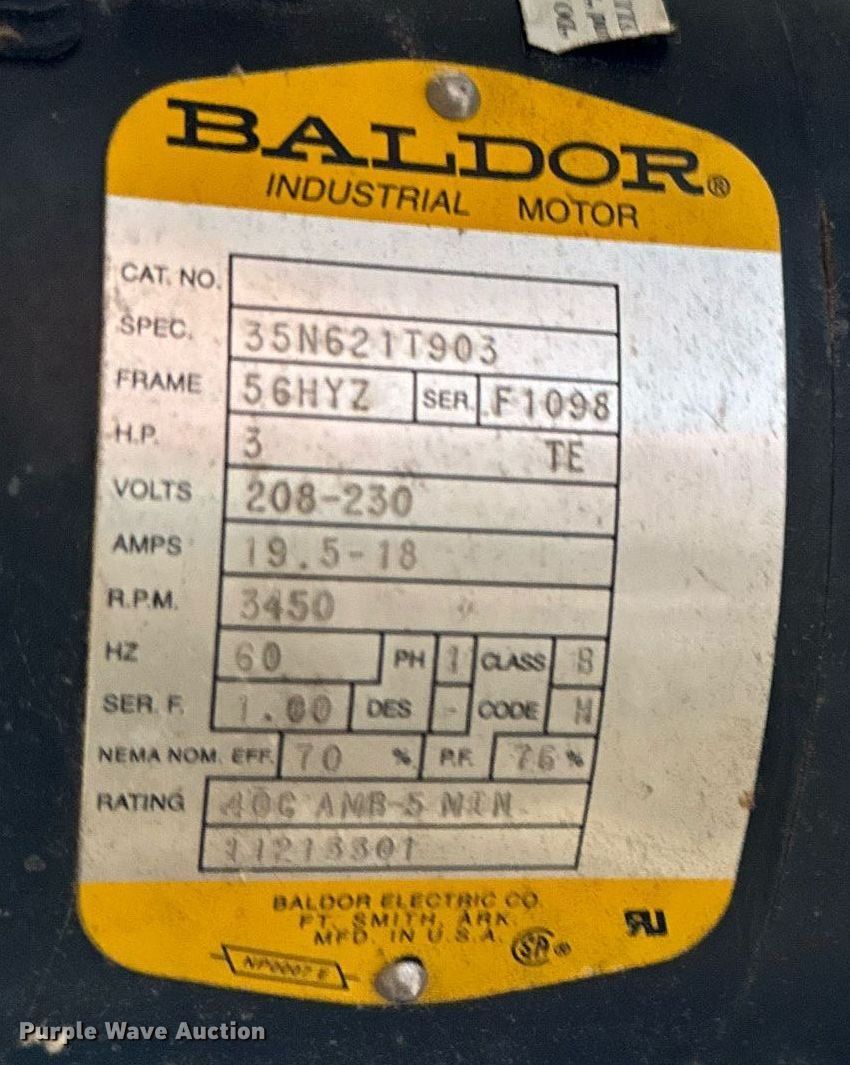 BALDOR®
INDUSTRIAL MOTOR
CAT. NO.
SPEC. 35N621T903
FRAME 56HYZ SER. F1098
H.P. 3 TE
VOLTS 208-230
AMPS 19.5-18
R.P.M. 3450
HZ 60 PH 1 CLASS B
SER. F. 1.00 DES - CODE H
NEMA NOM. EFF. 70 % P.F. 76 %
RATING 40C AMB-5 MIN.
11213301
BALDOR ELECTRIC CO.
FT. SMITH, ARK.
MFD. IN U.S.A.
SA ®
NP0007 E
Purple Wave Auction